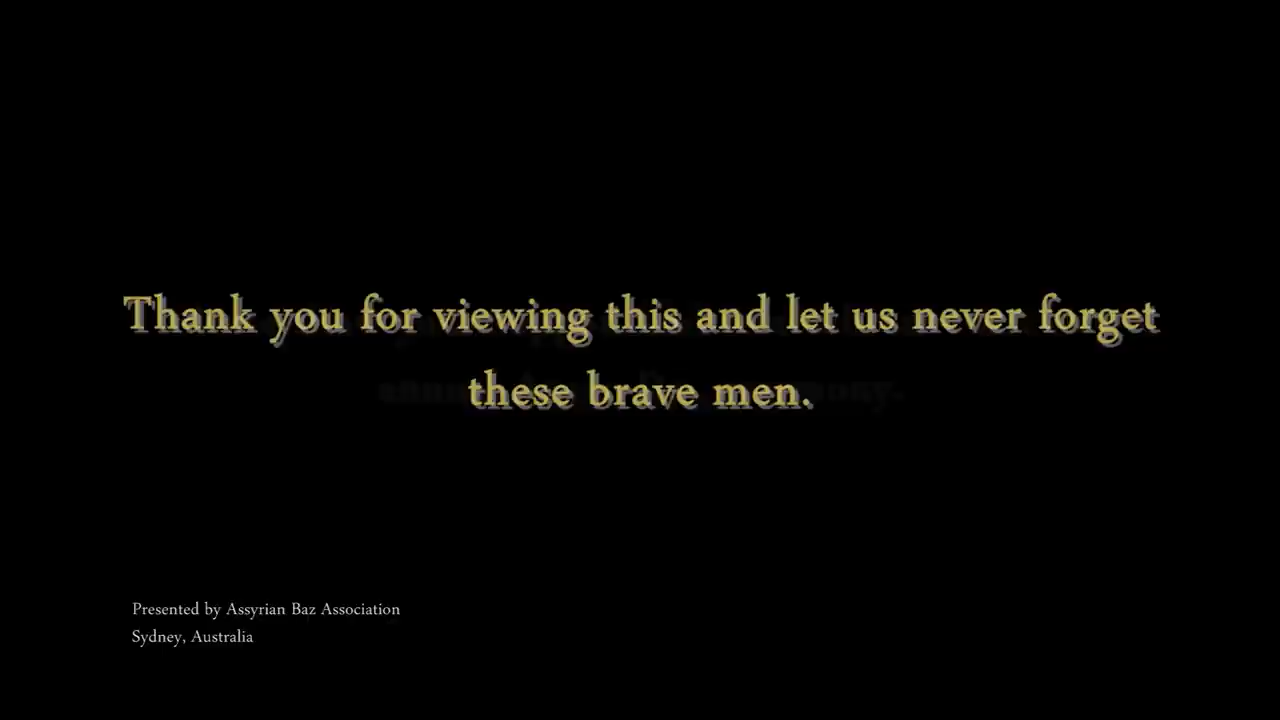 Thank you for viewing this and let us never forget
these brave men.
Presented by Assyrian Baz Association
Sydney, Australia